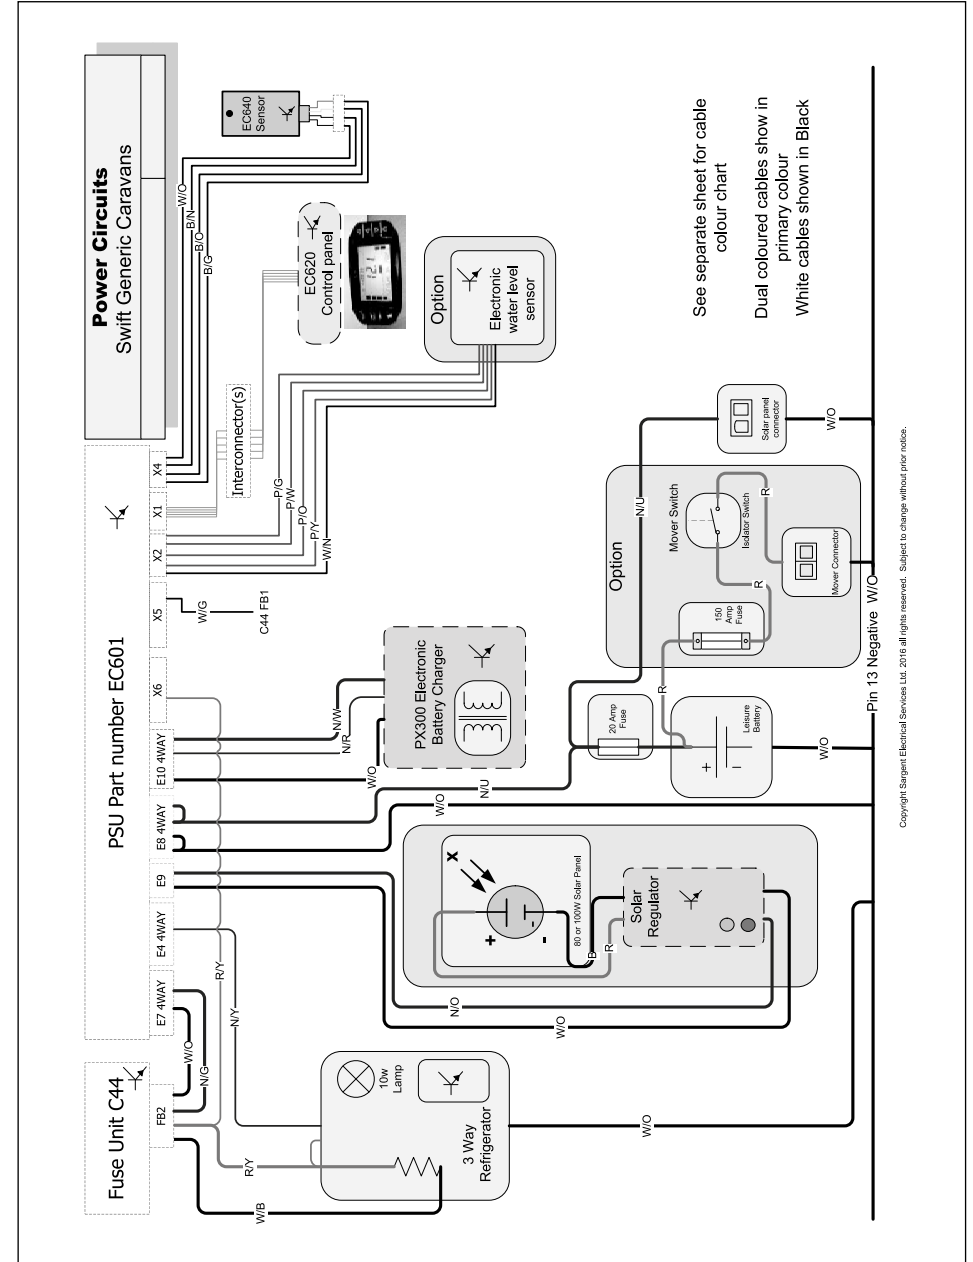 Power Circuits
Swift Generic Caravans
EC640
Sensor
W/O
B/N
B/O
B/G
EC620
Control panel
Option
Electronic
water level
sensor
See separate sheet for cable
colour chart
Dual coloured cables show in
primary colour
White cables shown in Black
PSU Part number EC601
X4
X1
X2
X5
X6
E10 4WAY
E8 4WAY
E9
E4 4WAY
E7 4WAY
Interconnector(s)
P/G
P/W
P/O
P/Y
W/N
W/G
C44 FB1
N/W
N/R
W/O
PX300 Electronic
Battery Charger
N/U
W/O
N/U
Solar panel
connector
W/O
Option
Mover Switch
Isolator Switch
R
R
R
Mover Connector
150
Amp
Fuse
20 Amp
Fuse
+
-
Leisure
Battery
W/O
Pin 13 Negative W/O
X
+
-
-
80 or 100W Solar Panel
B
R
Solar
Regulator
N/O
W/O
Fuse Unit C44
FB2
W/O
N/G
R/Y
N/Y
R/Y
W/B
10w
Lamp
3 Way
Refrigerator
W/O
Copyright Sargent Electrical Services Ltd. 2016 all rights reserved. Subject to change without prior notice.